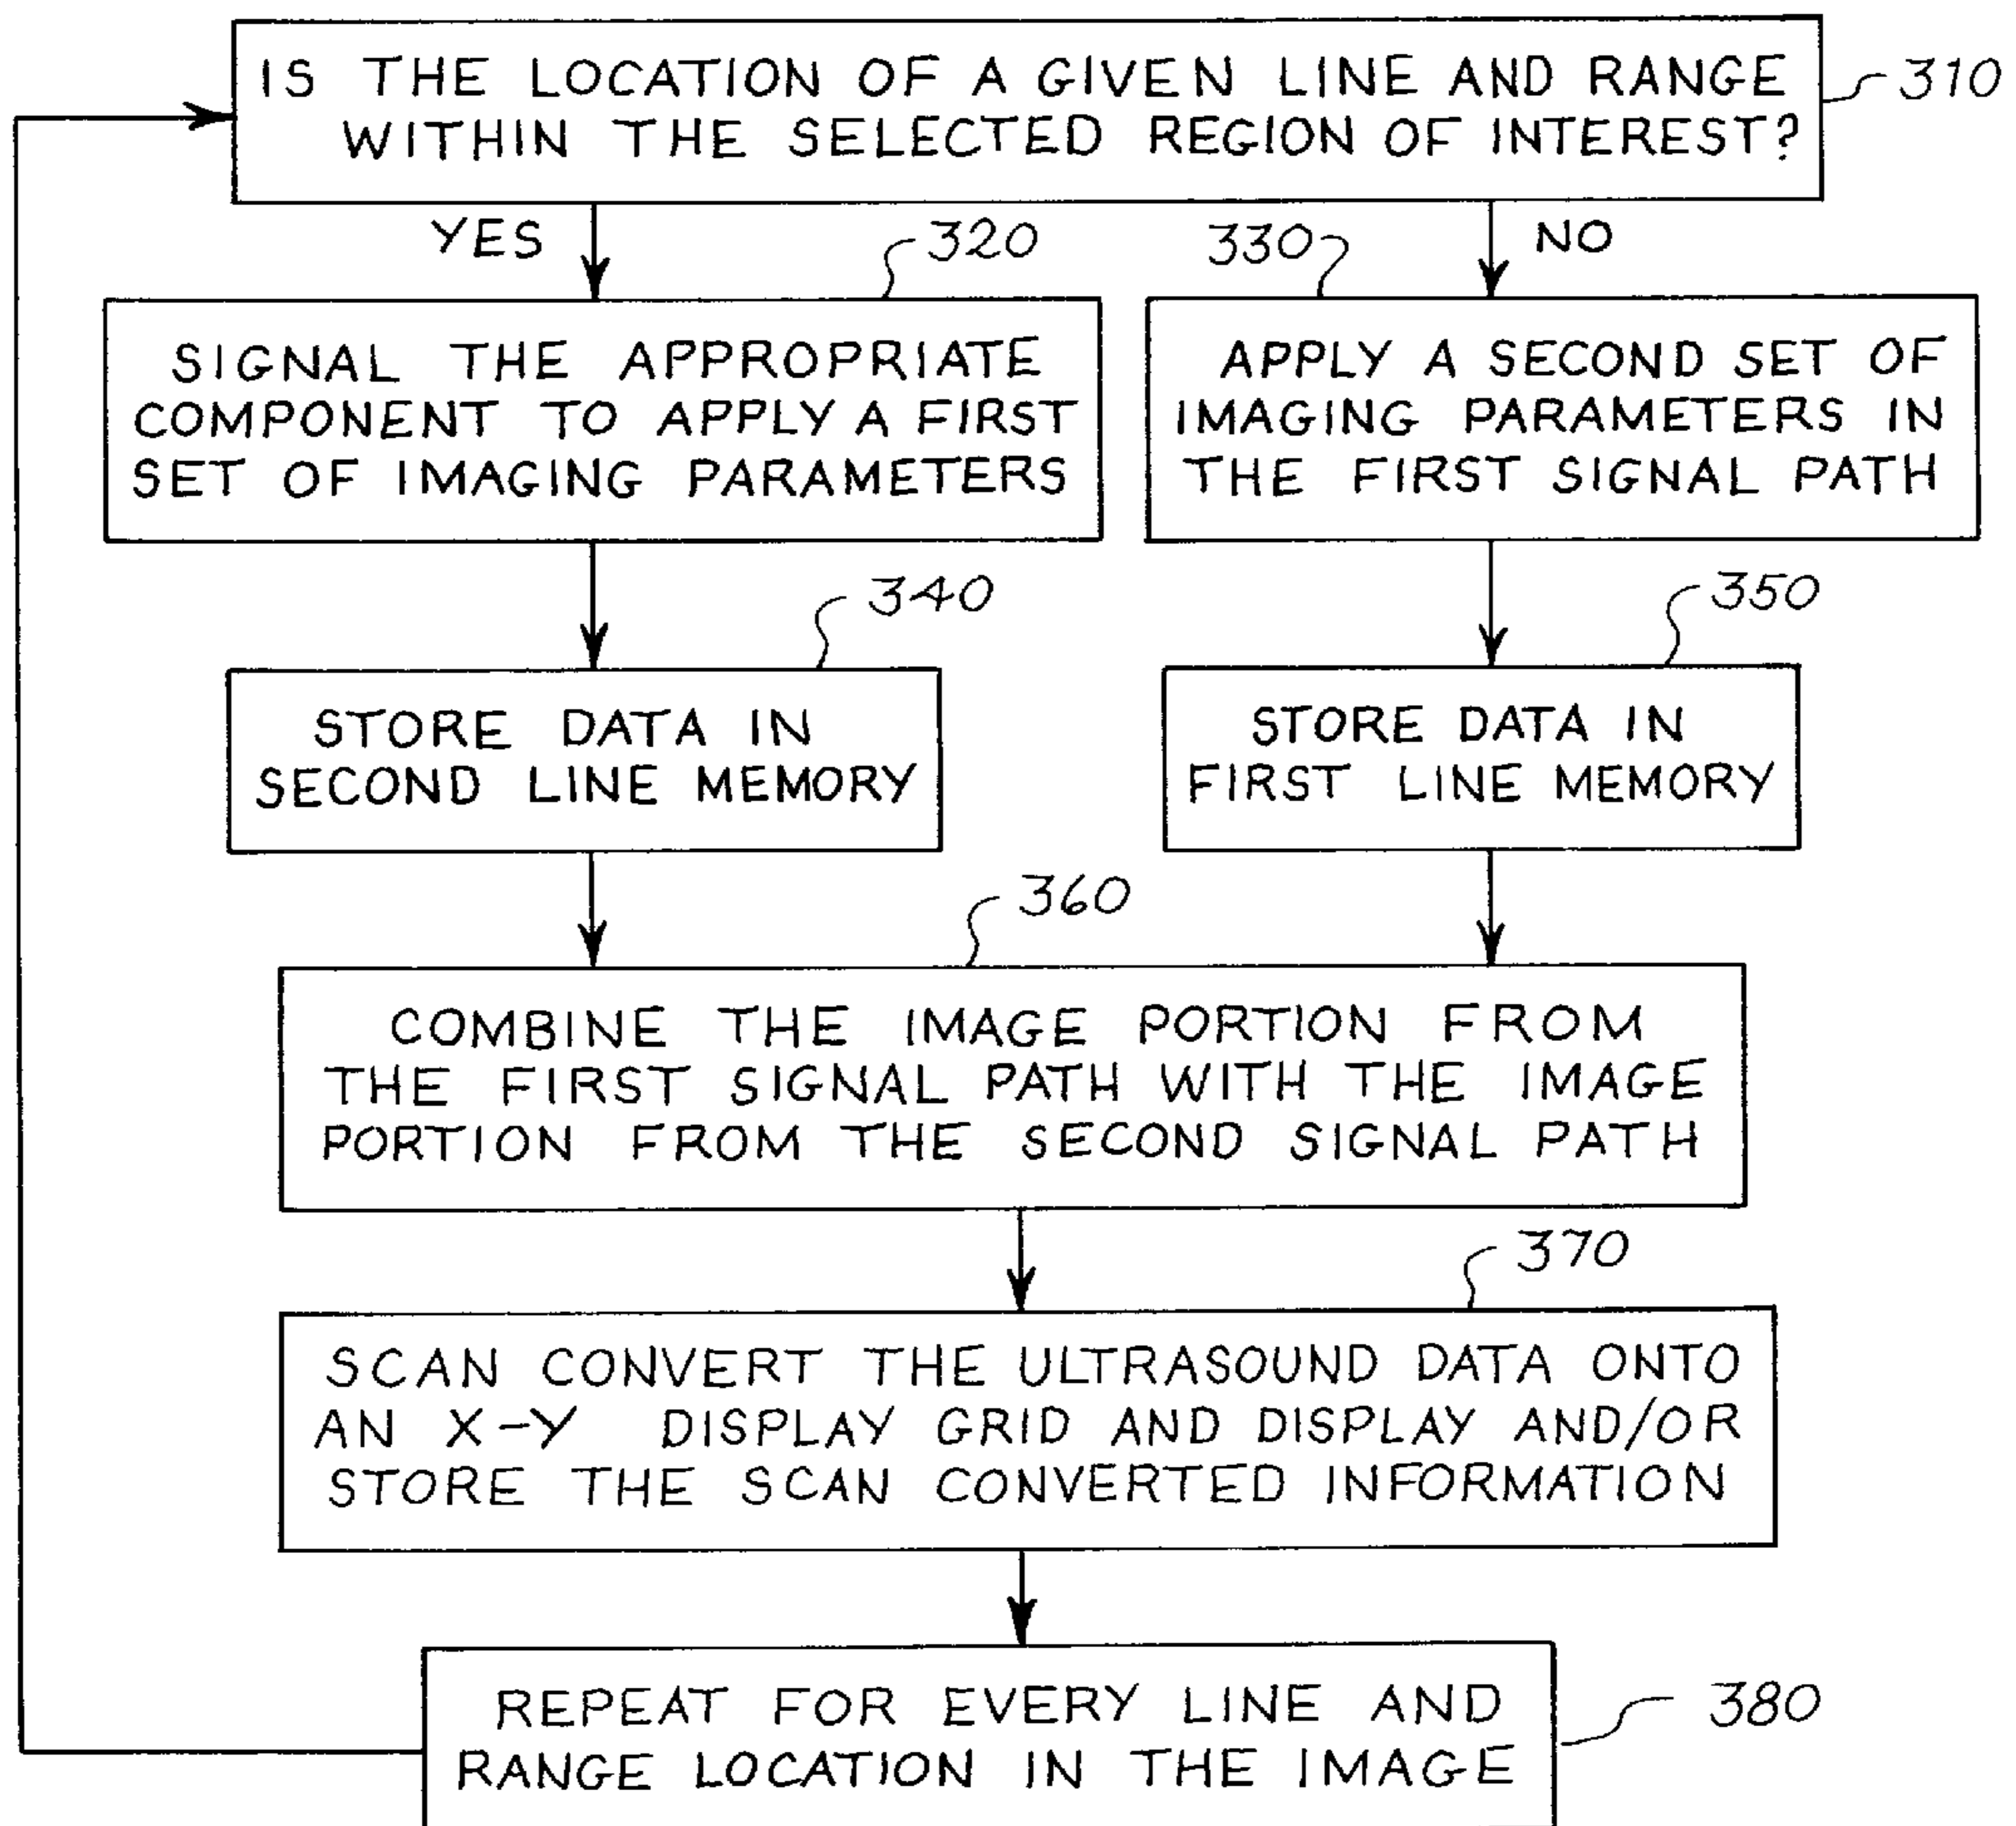 IS THE LOCATION OF A GIVEN LINE AND RANGE
WITHIN THE SELECTED REGION OF INTEREST?
310
YES
320
330
NO
SIGNAL THE APPROPRIATE
COMPONENT TO APPLY A FIRST
SET OF IMAGING PARAMETERS
APPLY A SECOND SET OF
IMAGING PARAMETERS IN
THE FIRST SIGNAL PATH
340
350
STORE DATA IN
SECOND LINE MEMORY
STORE DATA IN
FIRST LINE MEMORY
360
COMBINE THE IMAGE PORTION FROM
THE FIRST SIGNAL PATH WITH THE IMAGE
PORTION FROM THE SECOND SIGNAL PATH
370
SCAN CONVERT THE ULTRASOUND DATA ONTO
AN X-Y DISPLAY GRID AND DISPLAY AND/OR
STORE THE SCAN CONVERTED INFORMATION
380
REPEAT FOR EVERY LINE AND
RANGE LOCATION IN THE IMAGE